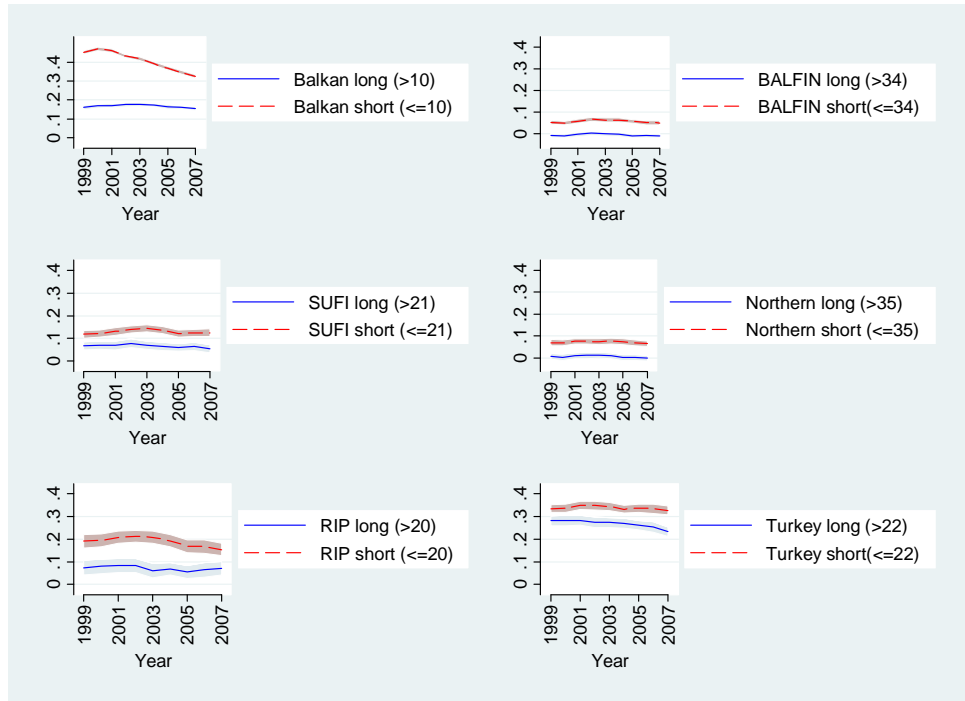 0 .1 .2 .3 .4
1999 2001 2003 2005 2007
Year
Balkan long (>10)
Balkan short (<=10)
0 .1 .2 .3 .4
1999 2001 2003 2005 2007
Year
BALFIN long (>34)
BALFIN short(<=34)
0 .1 .2 .3 .4
1999 2001 2003 2005 2007
Year
SUFI long (>21)
SUFI short (<=21)
0 .1 .2 .3 .4
1999 2001 2003 2005 2007
Year
Northern long (>35)
Northern short (<=35)
0 .1 .2 .3 .4
1999 2001 2003 2005 2007
Year
RIP long (>20)
RIP short (<=20)
0 .1 .2 .3 .4
1999 2001 2003 2005 2007
Year
Turkey long (>22)
Turkey short(<=22)